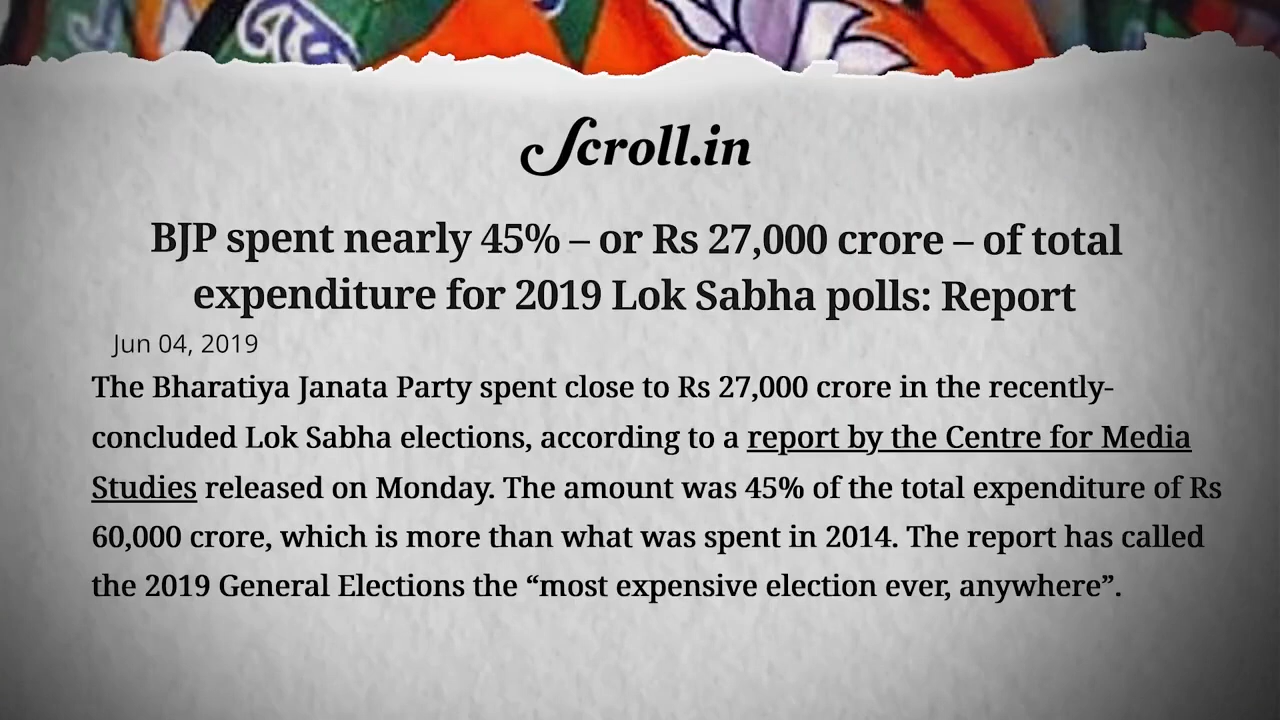 Scroll.in
BJP spent nearly 45% – or Rs 27,000 crore – of total
expenditure for 2019 Lok Sabha polls: Report
Jun 04, 2019
The Bharatiya Janata Party spent close to Rs 27,000 crore in the recently-
concluded Lok Sabha elections, according to a report by the Centre for Media
Studies released on Monday. The amount was 45% of the total expenditure of Rs
60,000 crore, which is more than what was spent in 2014. The report has called
the 2019 General Elections the “most expensive election ever, anywhere”.